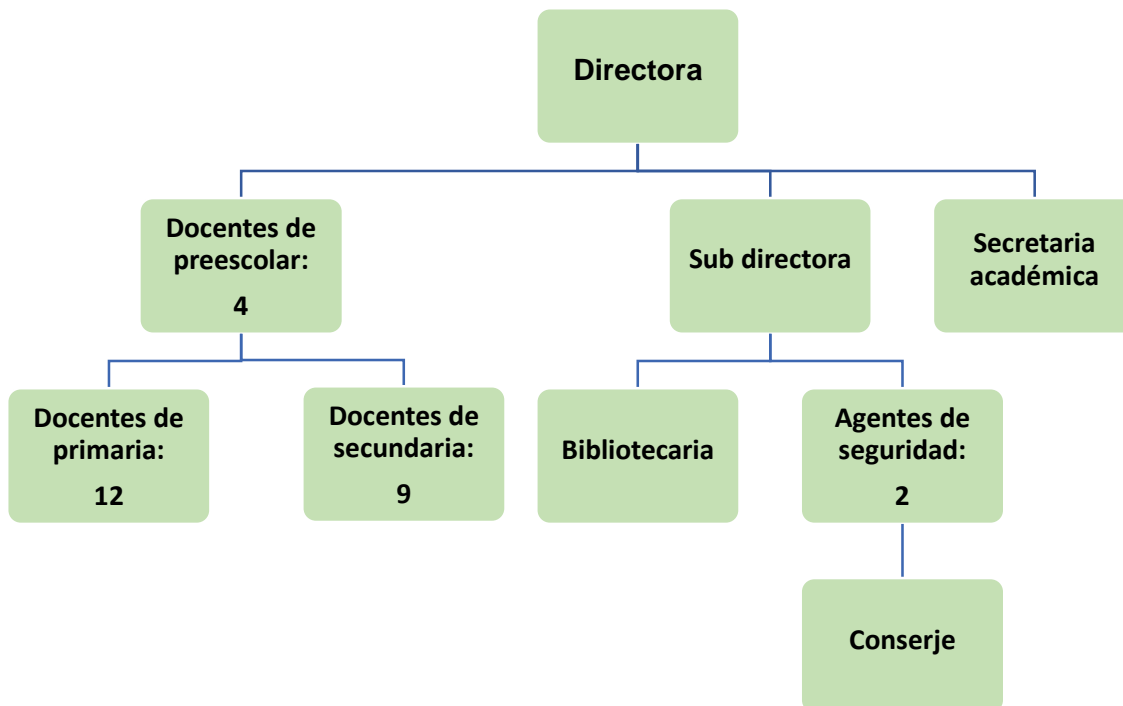 Directora
Docentes de
preescolar:
4
Sub directora
Secretaria
académica
Docentes de
primaria:
12
Docentes de
secundaria:
9
Bibliotecaria
Agentes de
seguridad:
2
Conserje